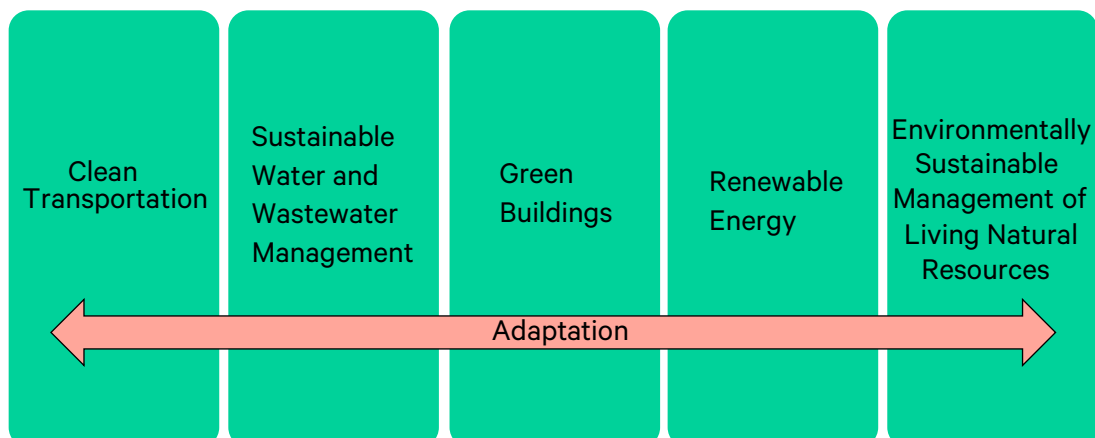 Clean
Transportation
Sustainable
Water and
Wastewater
Management
Green
Buildings
Renewable
Energy
Environmentally
Sustainable
Management of
Living Natural
Resources
Adaptation